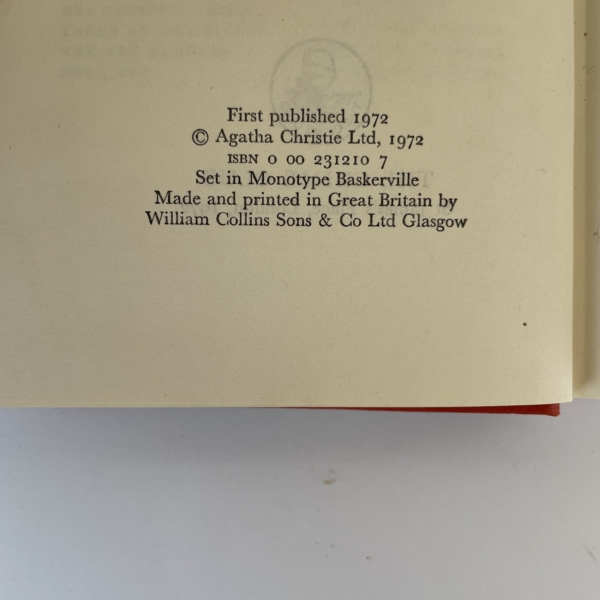 First published 1972
© Agatha Christie Ltd, 1972
ISBN 0 00 231210 7
Set in Monotype Baskerville
Made and printed in Great Britain by
William Collins Sons & Co Ltd Glasgow